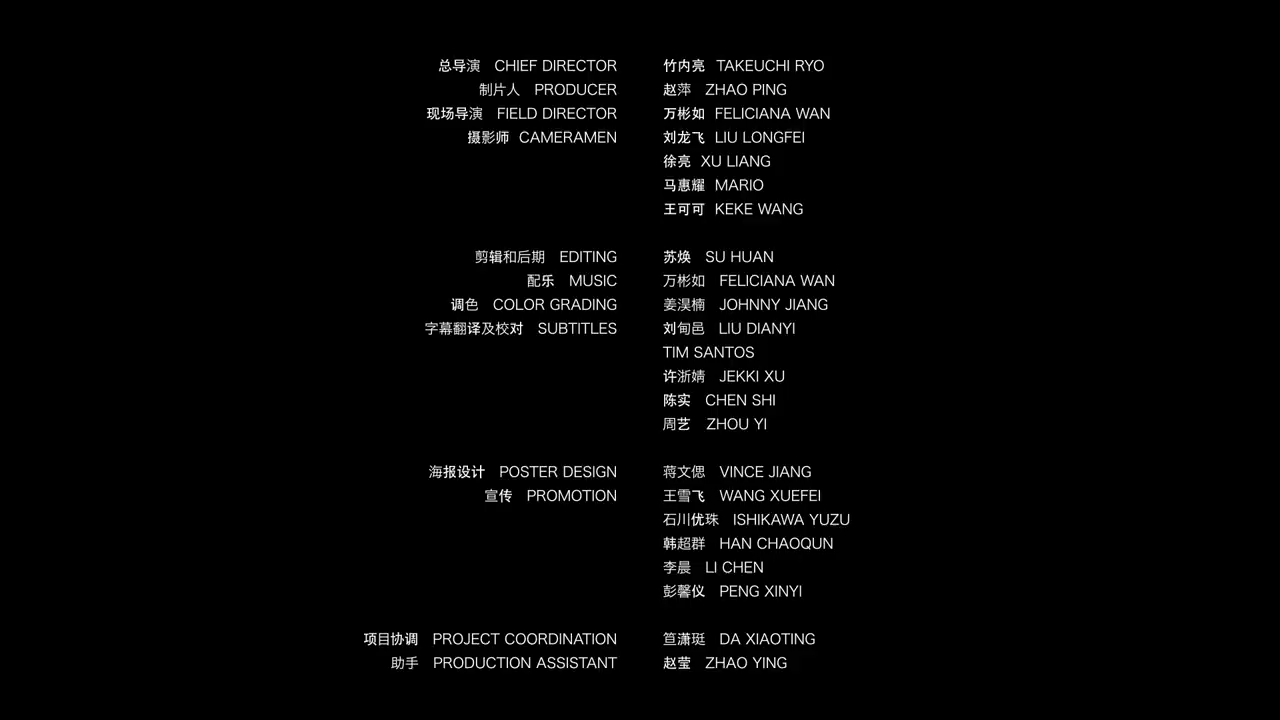 总导演 CHIEF DIRECTOR 竹内亮 TAKEUCHI RYO
制片人 PRODUCER 赵萍 ZHAO PING
现场导演 FIELD DIRECTOR 万彬如 FELICIANA WAN
摄影师 CAMERAMEN 刘龙飞 LIU LONGFEI
徐亮 XU LIANG
马惠耀 MARIO
王可可 KEKE WANG
剪辑和后期 EDITING 苏焕 SU HUAN
配乐 MUSIC 万彬如 FELICIANA WAN
调色 COLOR GRADING 姜淏楠 JOHNNY JIANG
字幕翻译及校对 SUBTITLES 刘甸邑 LIU DIANYI
TIM SANTOS
许浙婧 JEKKI XU
陈实 CHEN SHI
周艺 ZHOU YI
海报设计 POSTER DESIGN 蒋文偲 VINCE JIANG
宣传 PROMOTION 王雪飞 WANG XUEFEI
石川优珠 ISHIKAWA YUZU
韩超群 HAN CHAOQUN
李晨 LI CHEN
彭馨仪 PENG XINYI
项目协调 PROJECT COORDINATION 笪潇珽 DA XIAOTING
助手 PRODUCTION ASSISTANT 赵莹 ZHAO YING